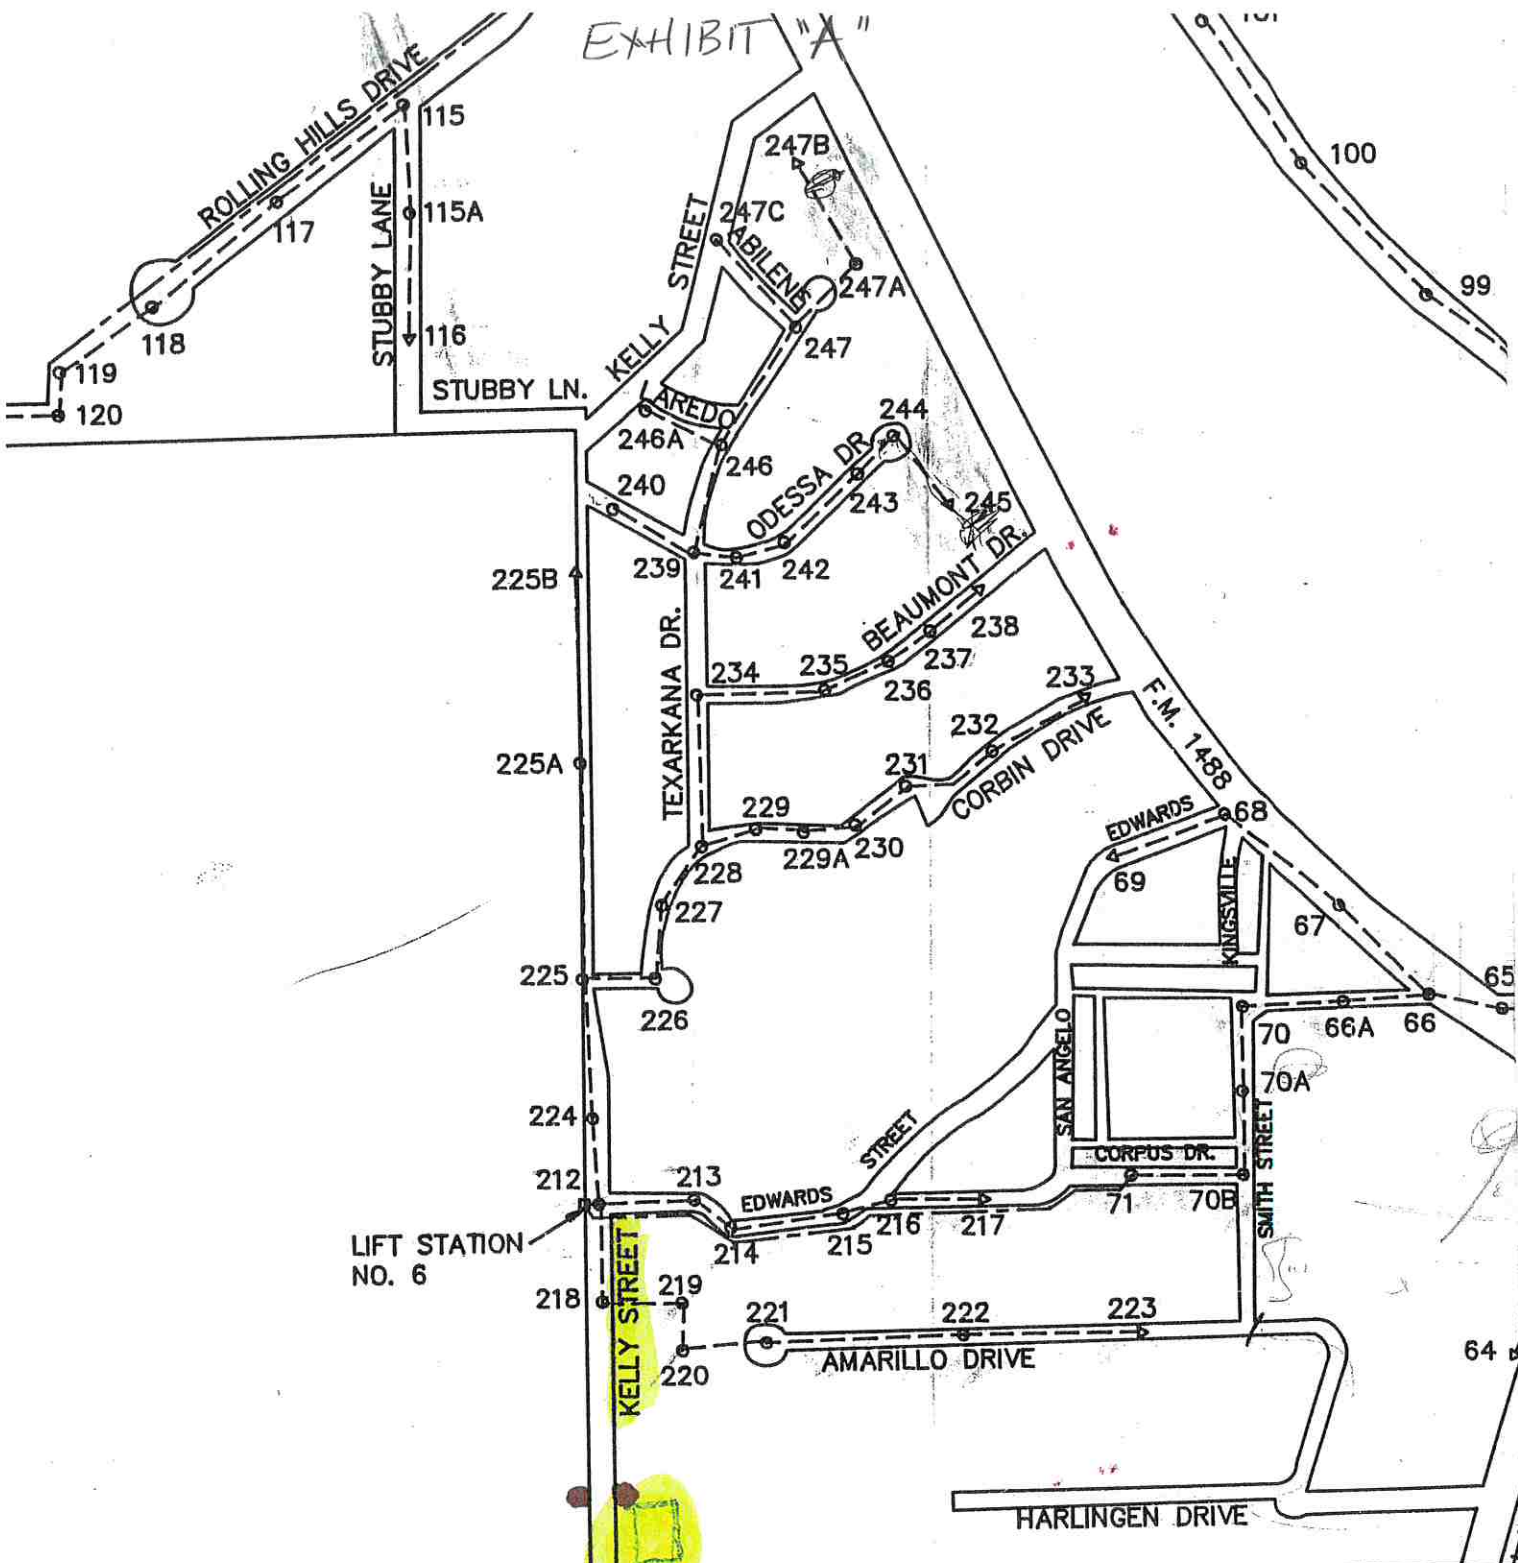 EXHIBIT "A"
ROLLING HILLS DRIVE
115
117
115A
118
STUBBY LANE
116
119
120
STUBBY LN.
KELLY STREET
247B
247C
ABILENE
247A
247
LAREDO
246A
246
244
ODESSA DR.
243
245
240
239
241
242
BEAUMONT DR.
238
237
236
235
234
225B
TEXARKANA DR.
225A
233
232
231
CORBIN DRIVE
F.M. 1488
229
229A
230
228
227
225
226
100
99
EDWARDS
68
69
KINGSVILLE
67
65
70
66A
66
70A
SAN ANGELO
SMITH STREET
CORPUS DR.
71
70B
224
212
213
EDWARDS STREET
214
215
216
217
LIFT STATION
NO. 6
218
KELLY STREET
219
220
221
222
223
AMARILLO DRIVE
64
HARLINGEN DRIVE